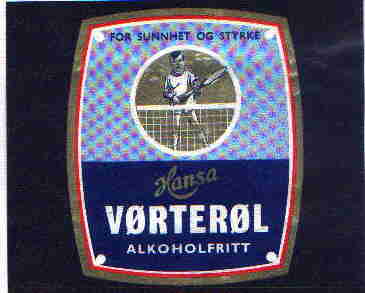 FOR SUNNHET OG STYRKE
Hansa
VØRTERØL
ALKOHOLFRITT